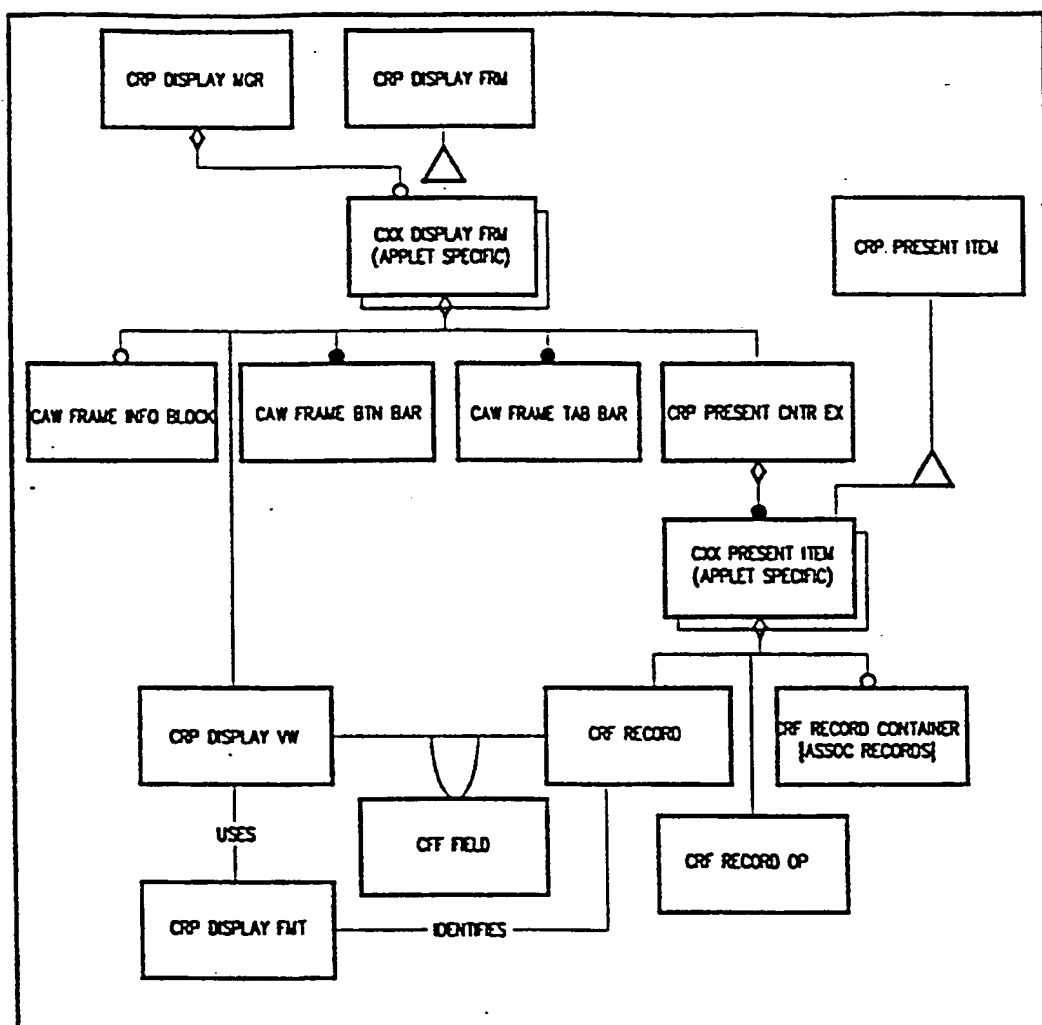 CRP DISPLAY MGR
CRP DISPLAY FRM
CXX DISPLAY FRM
(APPLET SPECIFIC)
CRP. PRESENT ITEM
CAW FRAME INFO BLOCK
CAW FRAME BTN BAR
CAW FRAME TAB BAR
CRP PRESENT CNTR EX
CXX PRESENT ITEM
(APPLET SPECIFIC)
CRP DISPLAY VW
CRF RECORD
CRF RECORD CONTAINER
[ASSOC RECORDS]
USES
CFF FIELD
CRF RECORD OP
CRP DISPLAY FMT
IDENTIFIES